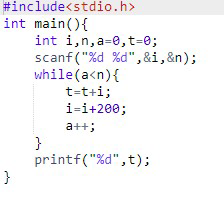 #include<stdio.h>
int main(){
    int i,n,a=0,t=0;
    scanf("%d %d",&i,&n);
    while(a<n){
        t=t+i;
        i=i+200;
        a++;
    }
    printf("%d",t);
}